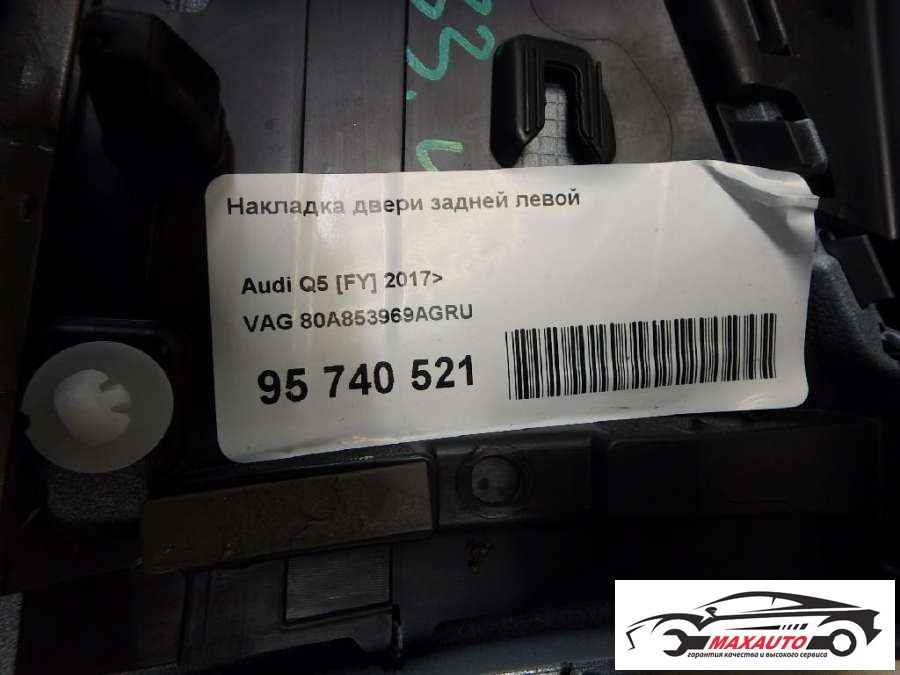 Накладка двери задней левой
Audi Q5 [FY] 2017>
VAG 80A853969AGRU
95 740 521
MAXAUTO
гарантия качества и высокого сервиса